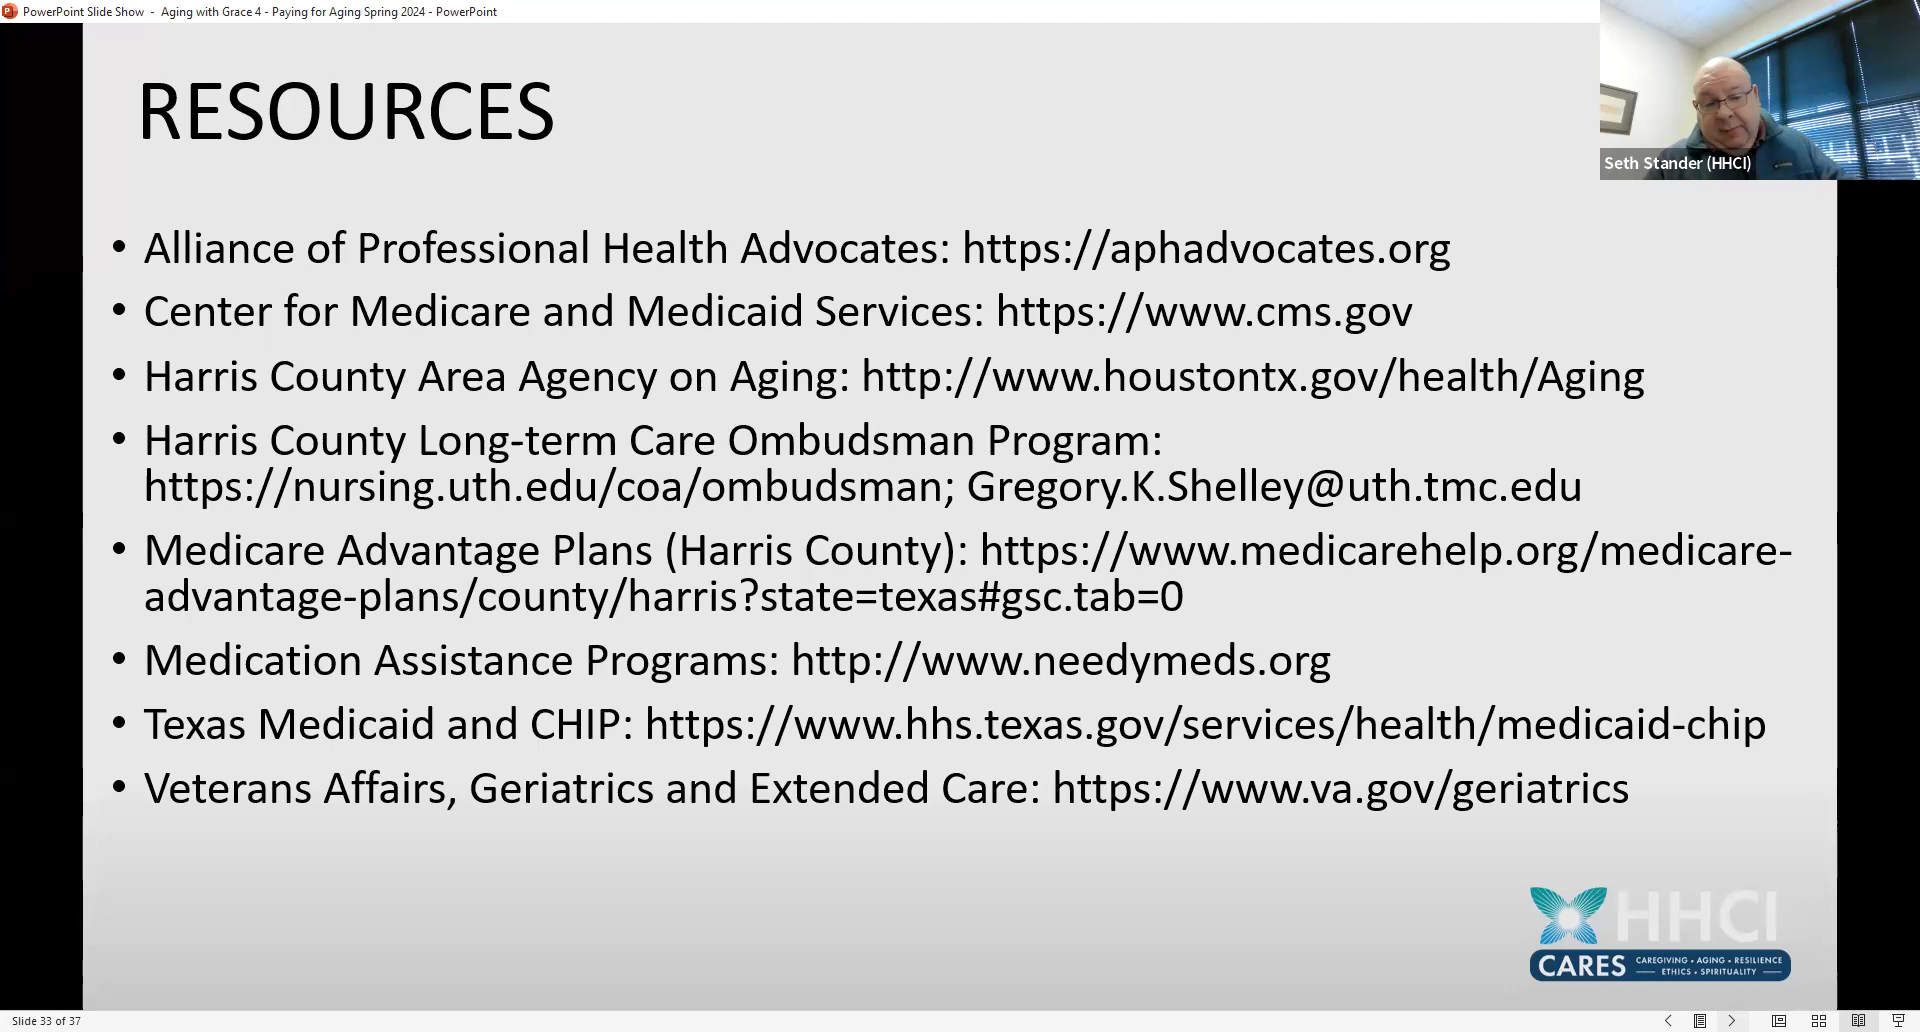 PowerPoint Slide Show - Aging with Grace 4 - Paying for Aging Spring 2024 - PowerPoint
Seth Stander (HHCI)
RESOURCES
• Alliance of Professional Health Advocates: https://aphadvocates.org
• Center for Medicare and Medicaid Services: https://www.cms.gov
• Harris County Area Agency on Aging: http://www.houstontx.gov/health/Aging
• Harris County Long-term Care Ombudsman Program:
https://nursing.uth.edu/coa/ombudsman; Gregory.K.Shelley@uth.tmc.edu
• Medicare Advantage Plans (Harris County): https://www.medicarehelp.org/medicare-
advantage-plans/county/harris?state=texas#gsc.tab=0
• Medication Assistance Programs: http://www.needymeds.org
• Texas Medicaid and CHIP: https://www.hhs.texas.gov/services/health/medicaid-chip
• Veterans Affairs, Geriatrics and Extended Care: https://www.va.gov/geriatrics
HHCI
CARES
CAREGIVING • AGING • RESILIENCE
ETHICS • SPIRITUALITY
Slide 33 of 37